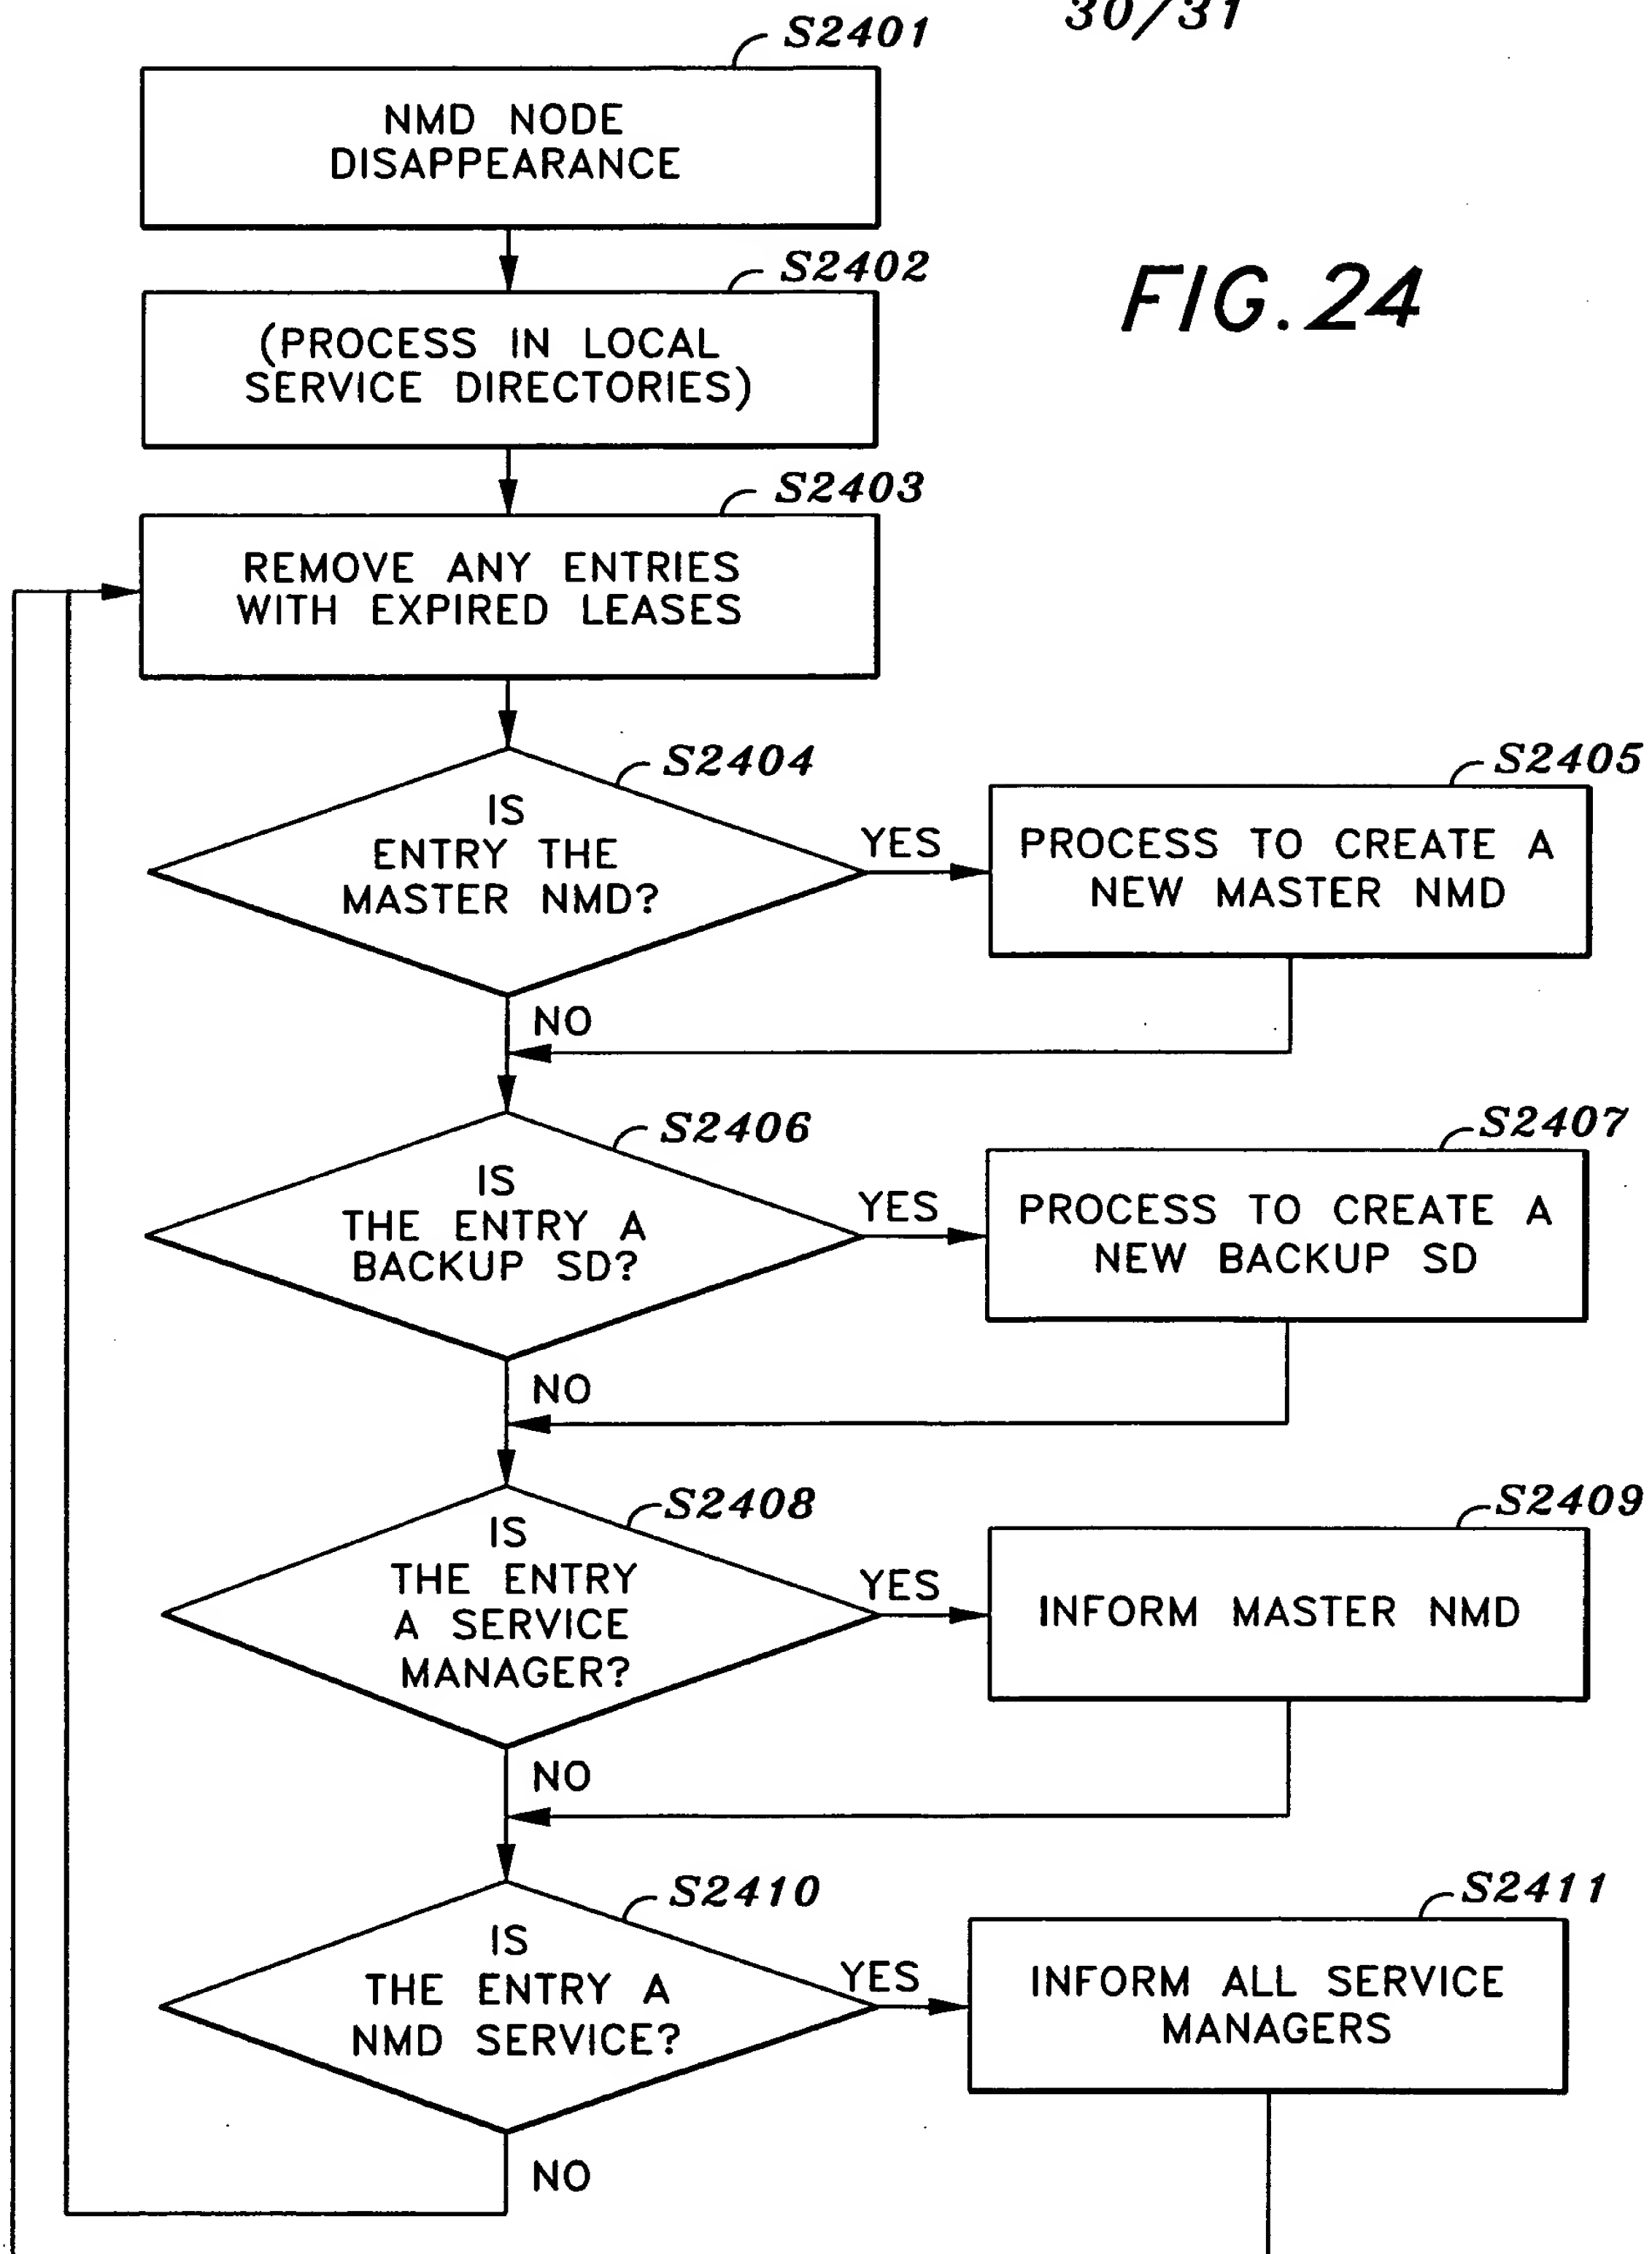 30/31
S2401
NMD NODE
DISAPPEARANCE
S2402
(PROCESS IN LOCAL
SERVICE DIRECTORIES)
FIG.24
S2403
REMOVE ANY ENTRIES
WITH EXPIRED LEASES
S2404
IS
ENTRY THE
MASTER NMD?
YES
S2405
PROCESS TO CREATE A
NEW MASTER NMD
NO
S2406
IS
THE ENTRY A
BACKUP SD?
YES
S2407
PROCESS TO CREATE A
NEW BACKUP SD
NO
S2408
IS
THE ENTRY
A SERVICE
MANAGER?
YES
S2409
INFORM MASTER NMD
NO
S2410
IS
THE ENTRY A
NMD SERVICE?
YES
S2411
INFORM ALL SERVICE
MANAGERS
NO